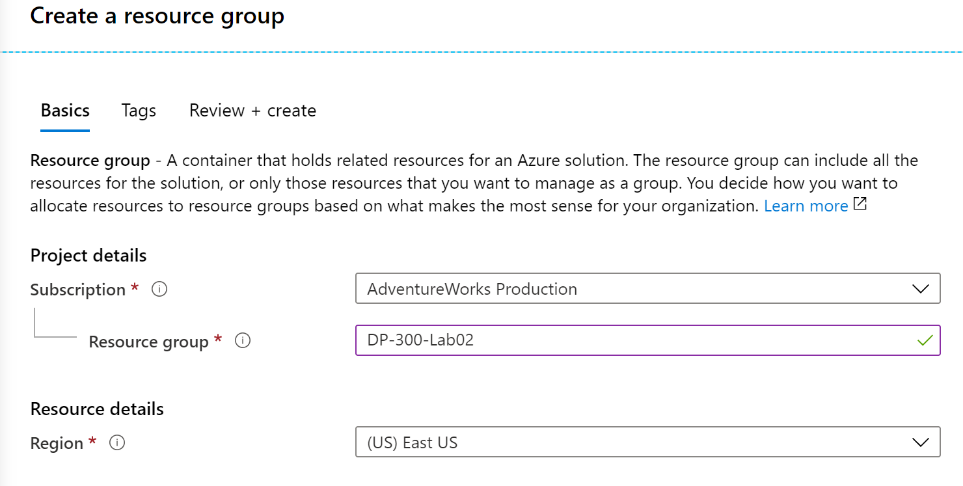 Create a resource group
Basics Tags Review + create
Resource group - A container that holds related resources for an Azure solution. The resource group can include all the
resources for the solution, or only those resources that you want to manage as a group. You decide how you want to
allocate resources to resource groups based on what makes the most sense for your organization. Learn more
Project details
Subscription * AdventureWorks Production
Resource group * DP-300-Lab02
Resource details
Region * (US) East US